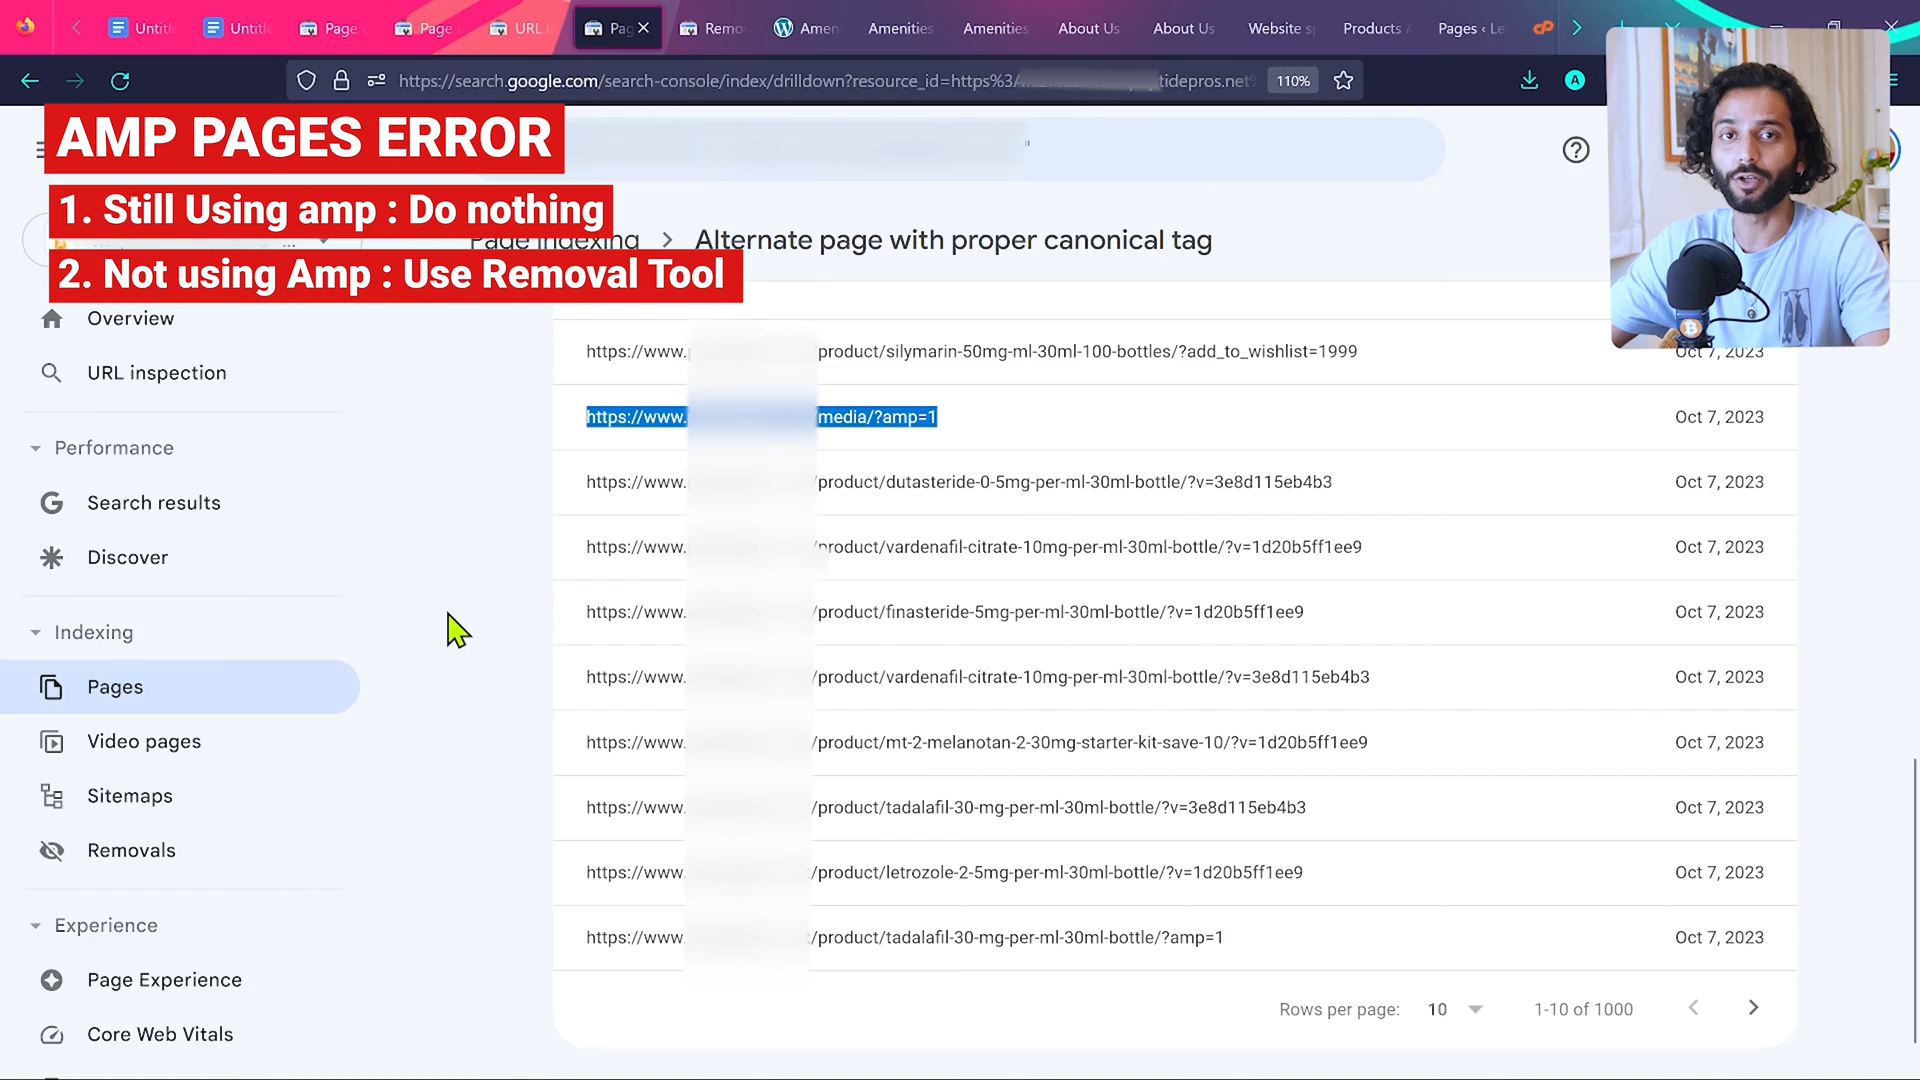 Untitl
Untitl
Page
Page i
URL In
Pag
Remo
Amen
Amenities
Amenities
About Us
About Us
Website s
Products
Pages ‹ Le
https://search.google.com/search-console/index/drilldown?resource_id=https%3/ tidepros.net
110%
A
AMP PAGES ERROR
1. Still Using amp : Do nothing
2. Not using Amp : Use Removal Tool
Page indexing
Alternate page with proper canonical tag
Overview
URL inspection
Performance
Search results
Discover
Indexing
Pages
Video pages
Sitemaps
Removals
Experience
Page Experience
Core Web Vitals
https://www. product/silymarin-50mg-ml-30ml-100-bottles/?add_to_wishlist=1999 Oct 7, 2023
https://www. /media/?amp=1 Oct 7, 2023
https://www. /product/dutasteride-0-5mg-per-ml-30ml-bottle/?v=3e8d115eb4b3 Oct 7, 2023
https://www. product/vardenafil-citrate-10mg-per-ml-30ml-bottle/?v=1d20b5ff1ee9 Oct 7, 2023
https://www. /product/finasteride-5mg-per-ml-30ml-bottle/?v=1d20b5ff1ee9 Oct 7, 2023
https://www. /product/vardenafil-citrate-10mg-per-ml-30ml-bottle/?v=3e8d115eb4b3 Oct 7, 2023
https://www. /product/mt-2-melanotan-2-30mg-starter-kit-save-10/?v=1d20b5ff1ee9 Oct 7, 2023
https://www. /product/tadalafil-30-mg-per-ml-30ml-bottle/?v=3e8d115eb4b3 Oct 7, 2023
https://www. /product/letrozole-2-5mg-per-ml-30ml-bottle/?v=1d20b5ff1ee9 Oct 7, 2023
https://www. /product/tadalafil-30-mg-per-ml-30ml-bottle/?amp=1 Oct 7, 2023
Rows per page: 10 1-10 of 1000